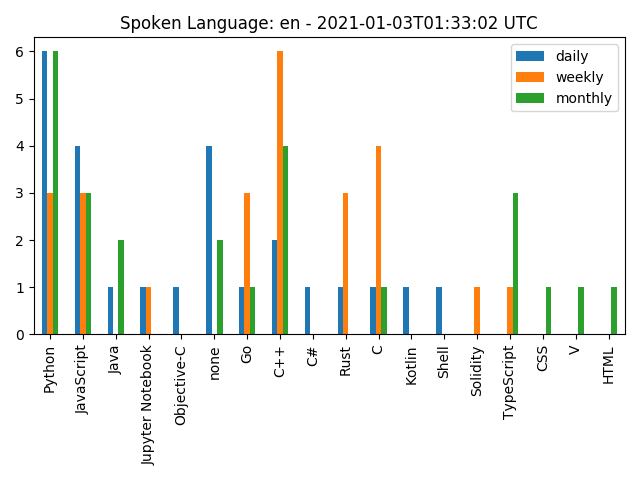 Spoken Language: en - 2021-01-03T01:33:02 UTC
daily
weekly
monthly
6
5
4
3
2
1
0
Python
JavaScript
Java
Jupyter Notebook
Objective-C
none
Go
C++
C#
Rust
C
Kotlin
Shell
Solidity
TypeScript
CSS
V
HTML